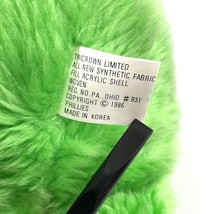 TRICROWN LIMITED
ALL NEW SYNTHETIC FABRIC
FILL ACRYLIC SHELL
WOVEN
REG. NO. PA. OHIO # 931
COPYRIGHT © 1986
PHILLIES
MADE IN KOREA